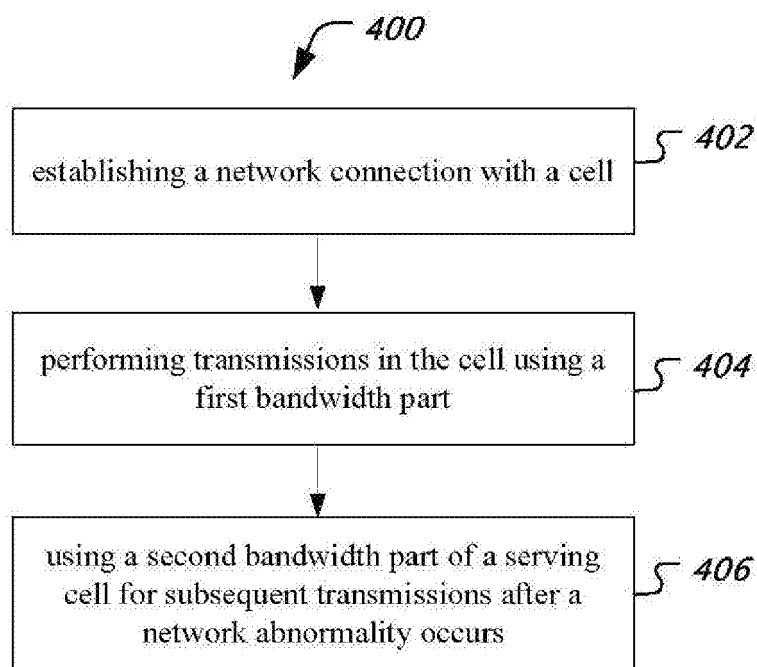 400
establishing a network connection with a cell
402
performing transmissions in the cell using a
first bandwidth part
404
using a second bandwidth part of a serving
cell for subsequent transmissions after a
network abnormality occurs
406